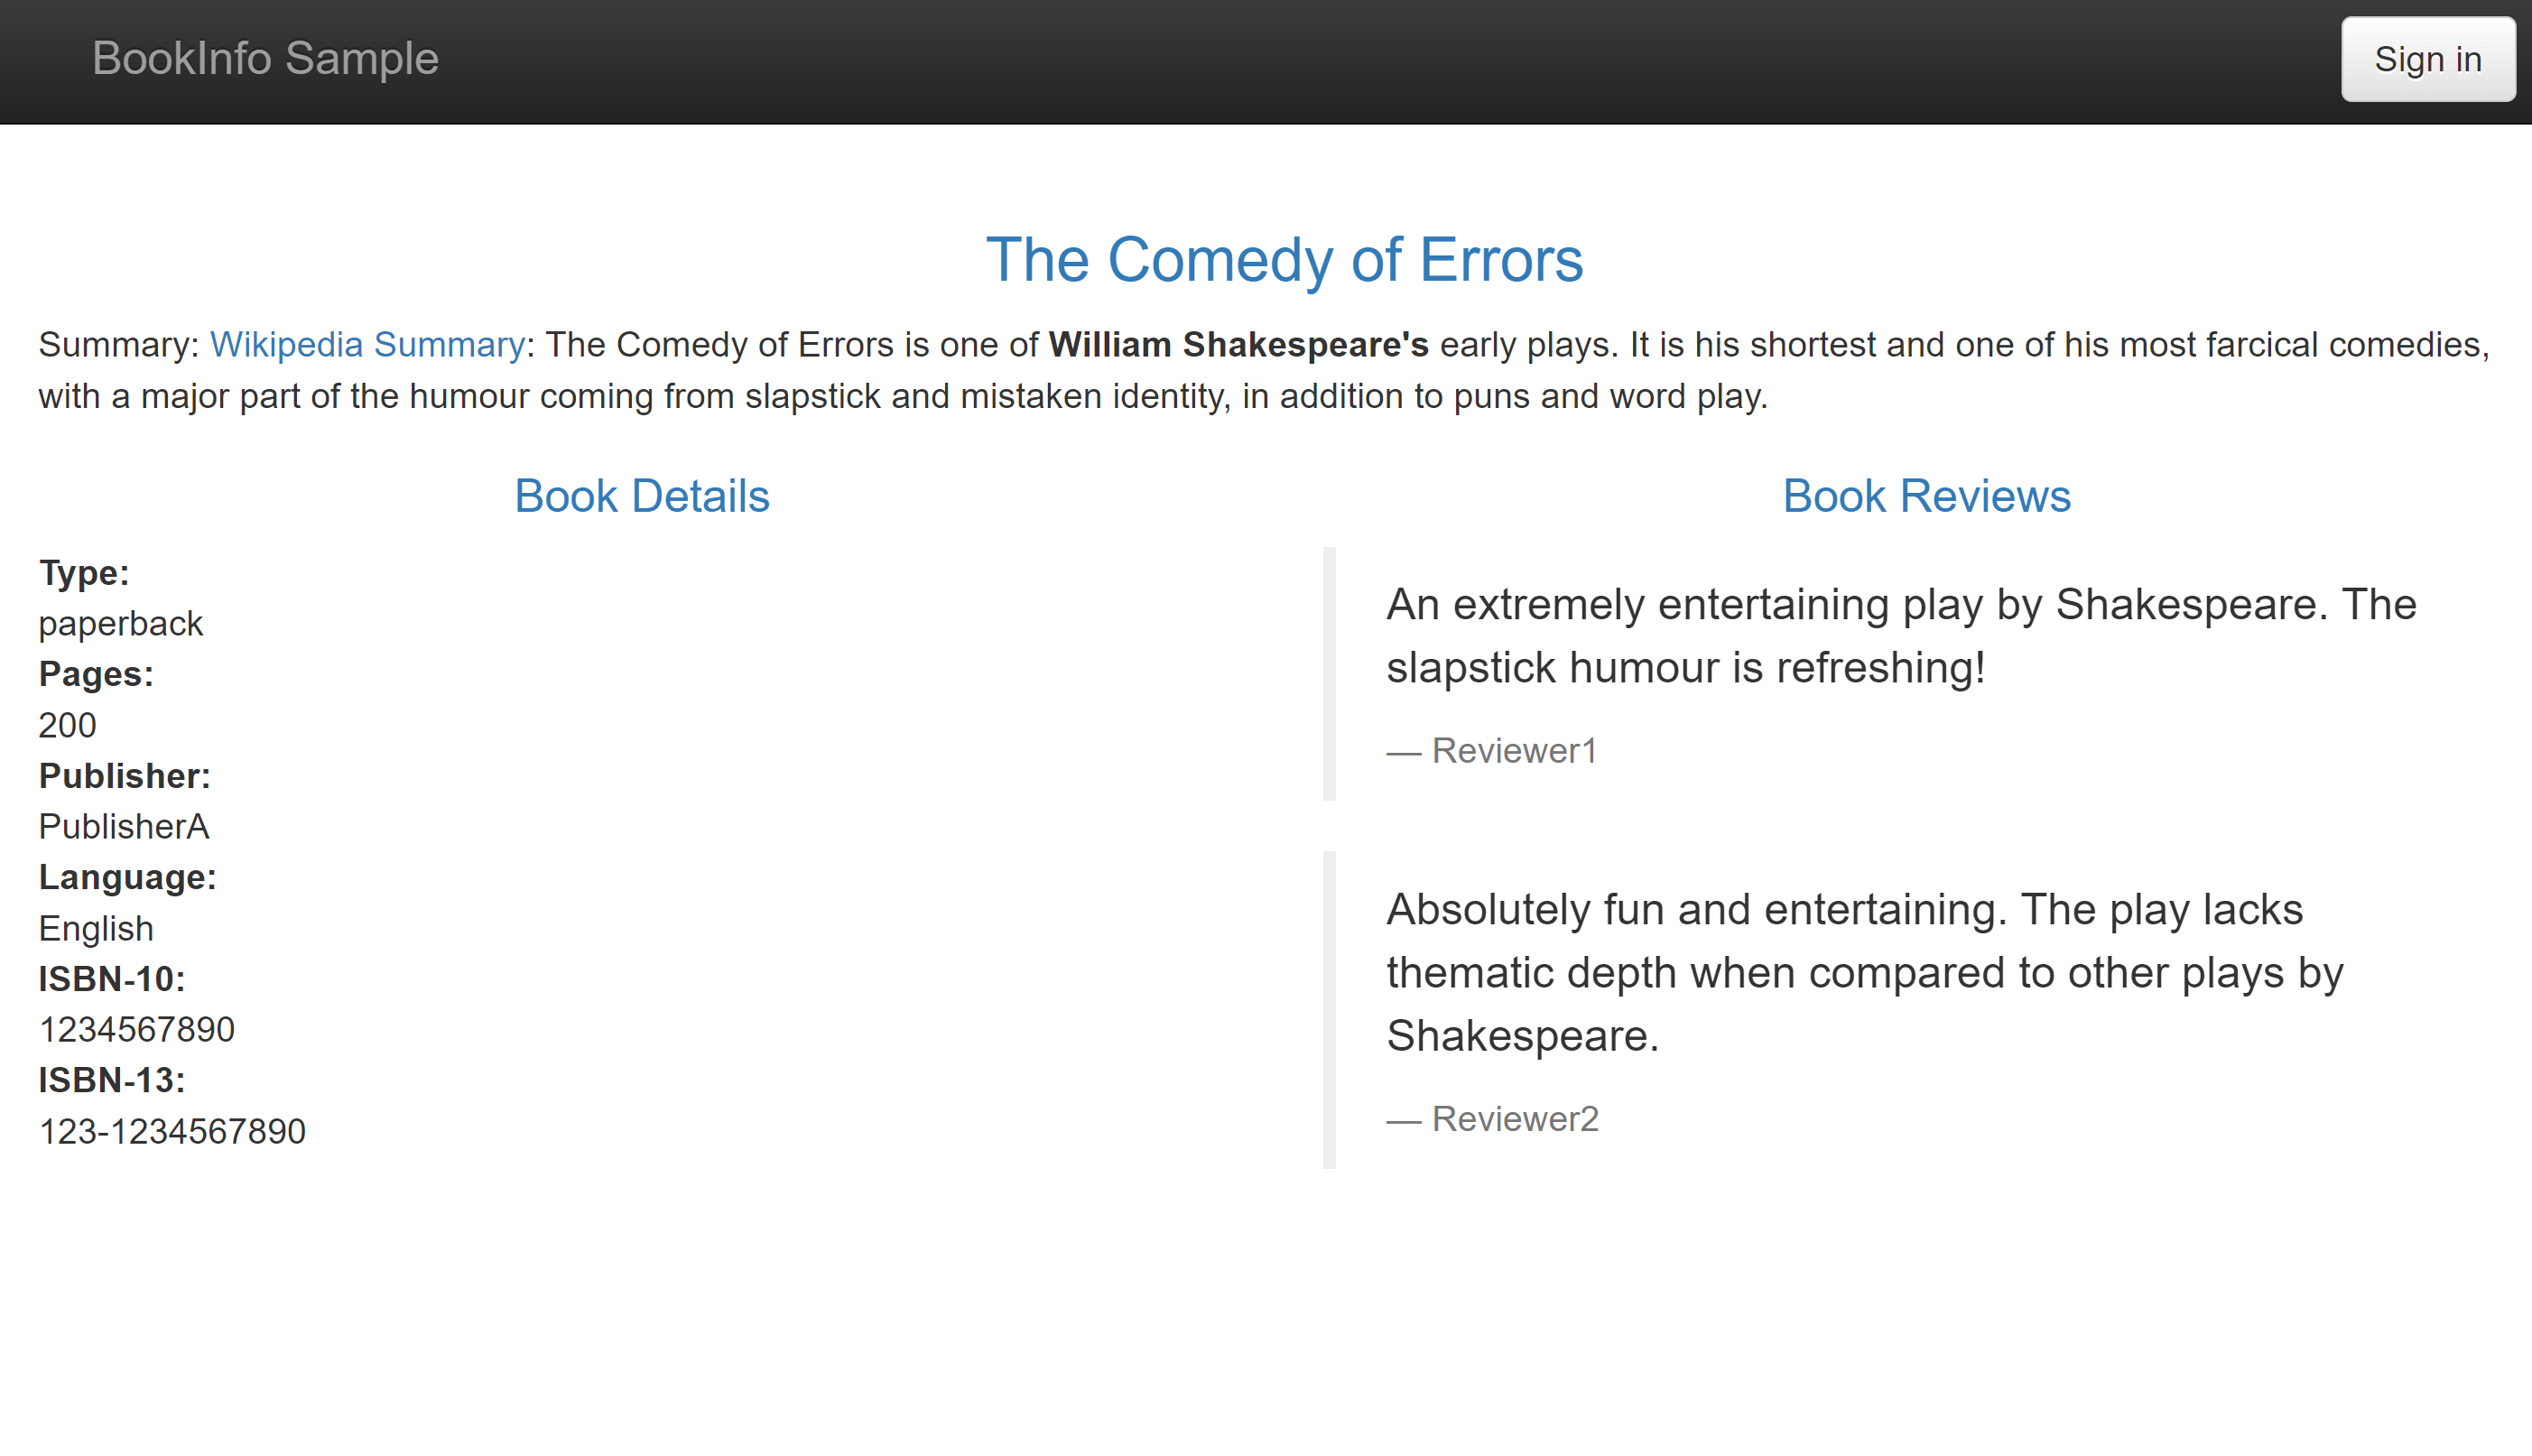 BookInfo Sample
Sign in
The Comedy of Errors
Summary: Wikipedia Summary: The Comedy of Errors is one of William Shakespeare's early plays. It is his shortest and one of his most farcical comedies,
with a major part of the humour coming from slapstick and mistaken identity, in addition to puns and word play.
Book Details
Type:
paperback
Pages:
200
Publisher:
PublisherA
Language:
English
ISBN-10:
1234567890
ISBN-13:
123-1234567890
Book Reviews
An extremely entertaining play by Shakespeare. The
slapstick humour is refreshing!
— Reviewer1
Absolutely fun and entertaining. The play lacks
thematic depth when compared to other plays by
Shakespeare.
— Reviewer2